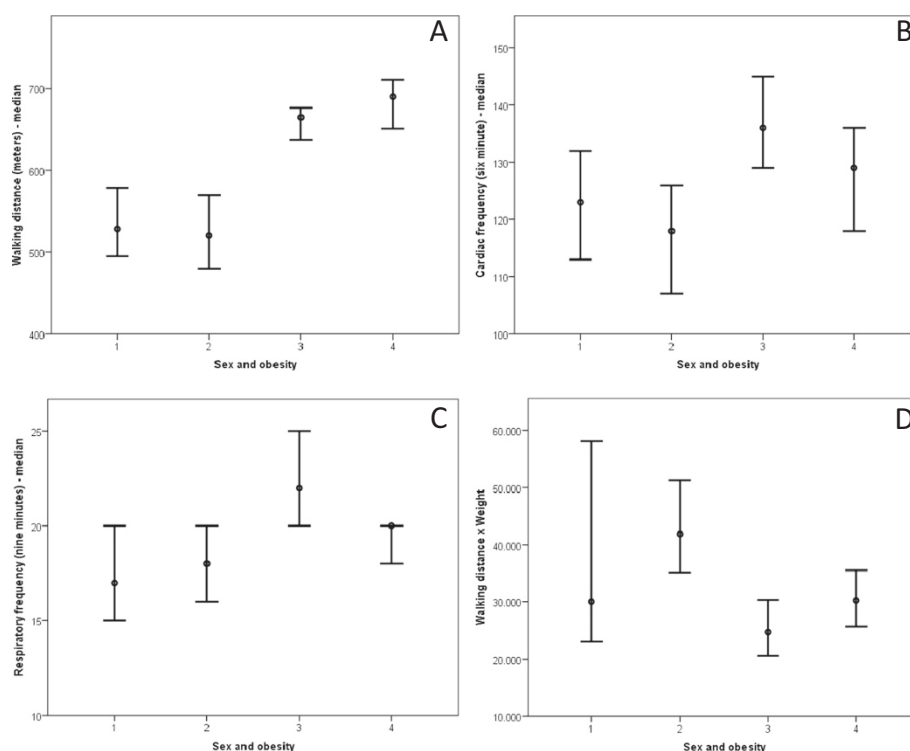 A
Walking distance (meters) - median
700
600
500
400
1 2 3 4
Sex and obesity
B
Cardiac frequency (six minute) - median
150
140
130
120
110
100
1 2 3 4
Sex and obesity
C
Respiratory frequency (nine minutes) - median
25
20
15
10
1 2 3 4
Sex and obesity
D
Walking distance x Weight
60.000
50.000
40.000
30.000
20.000
10.000
1 2 3 4
Sex and obesity